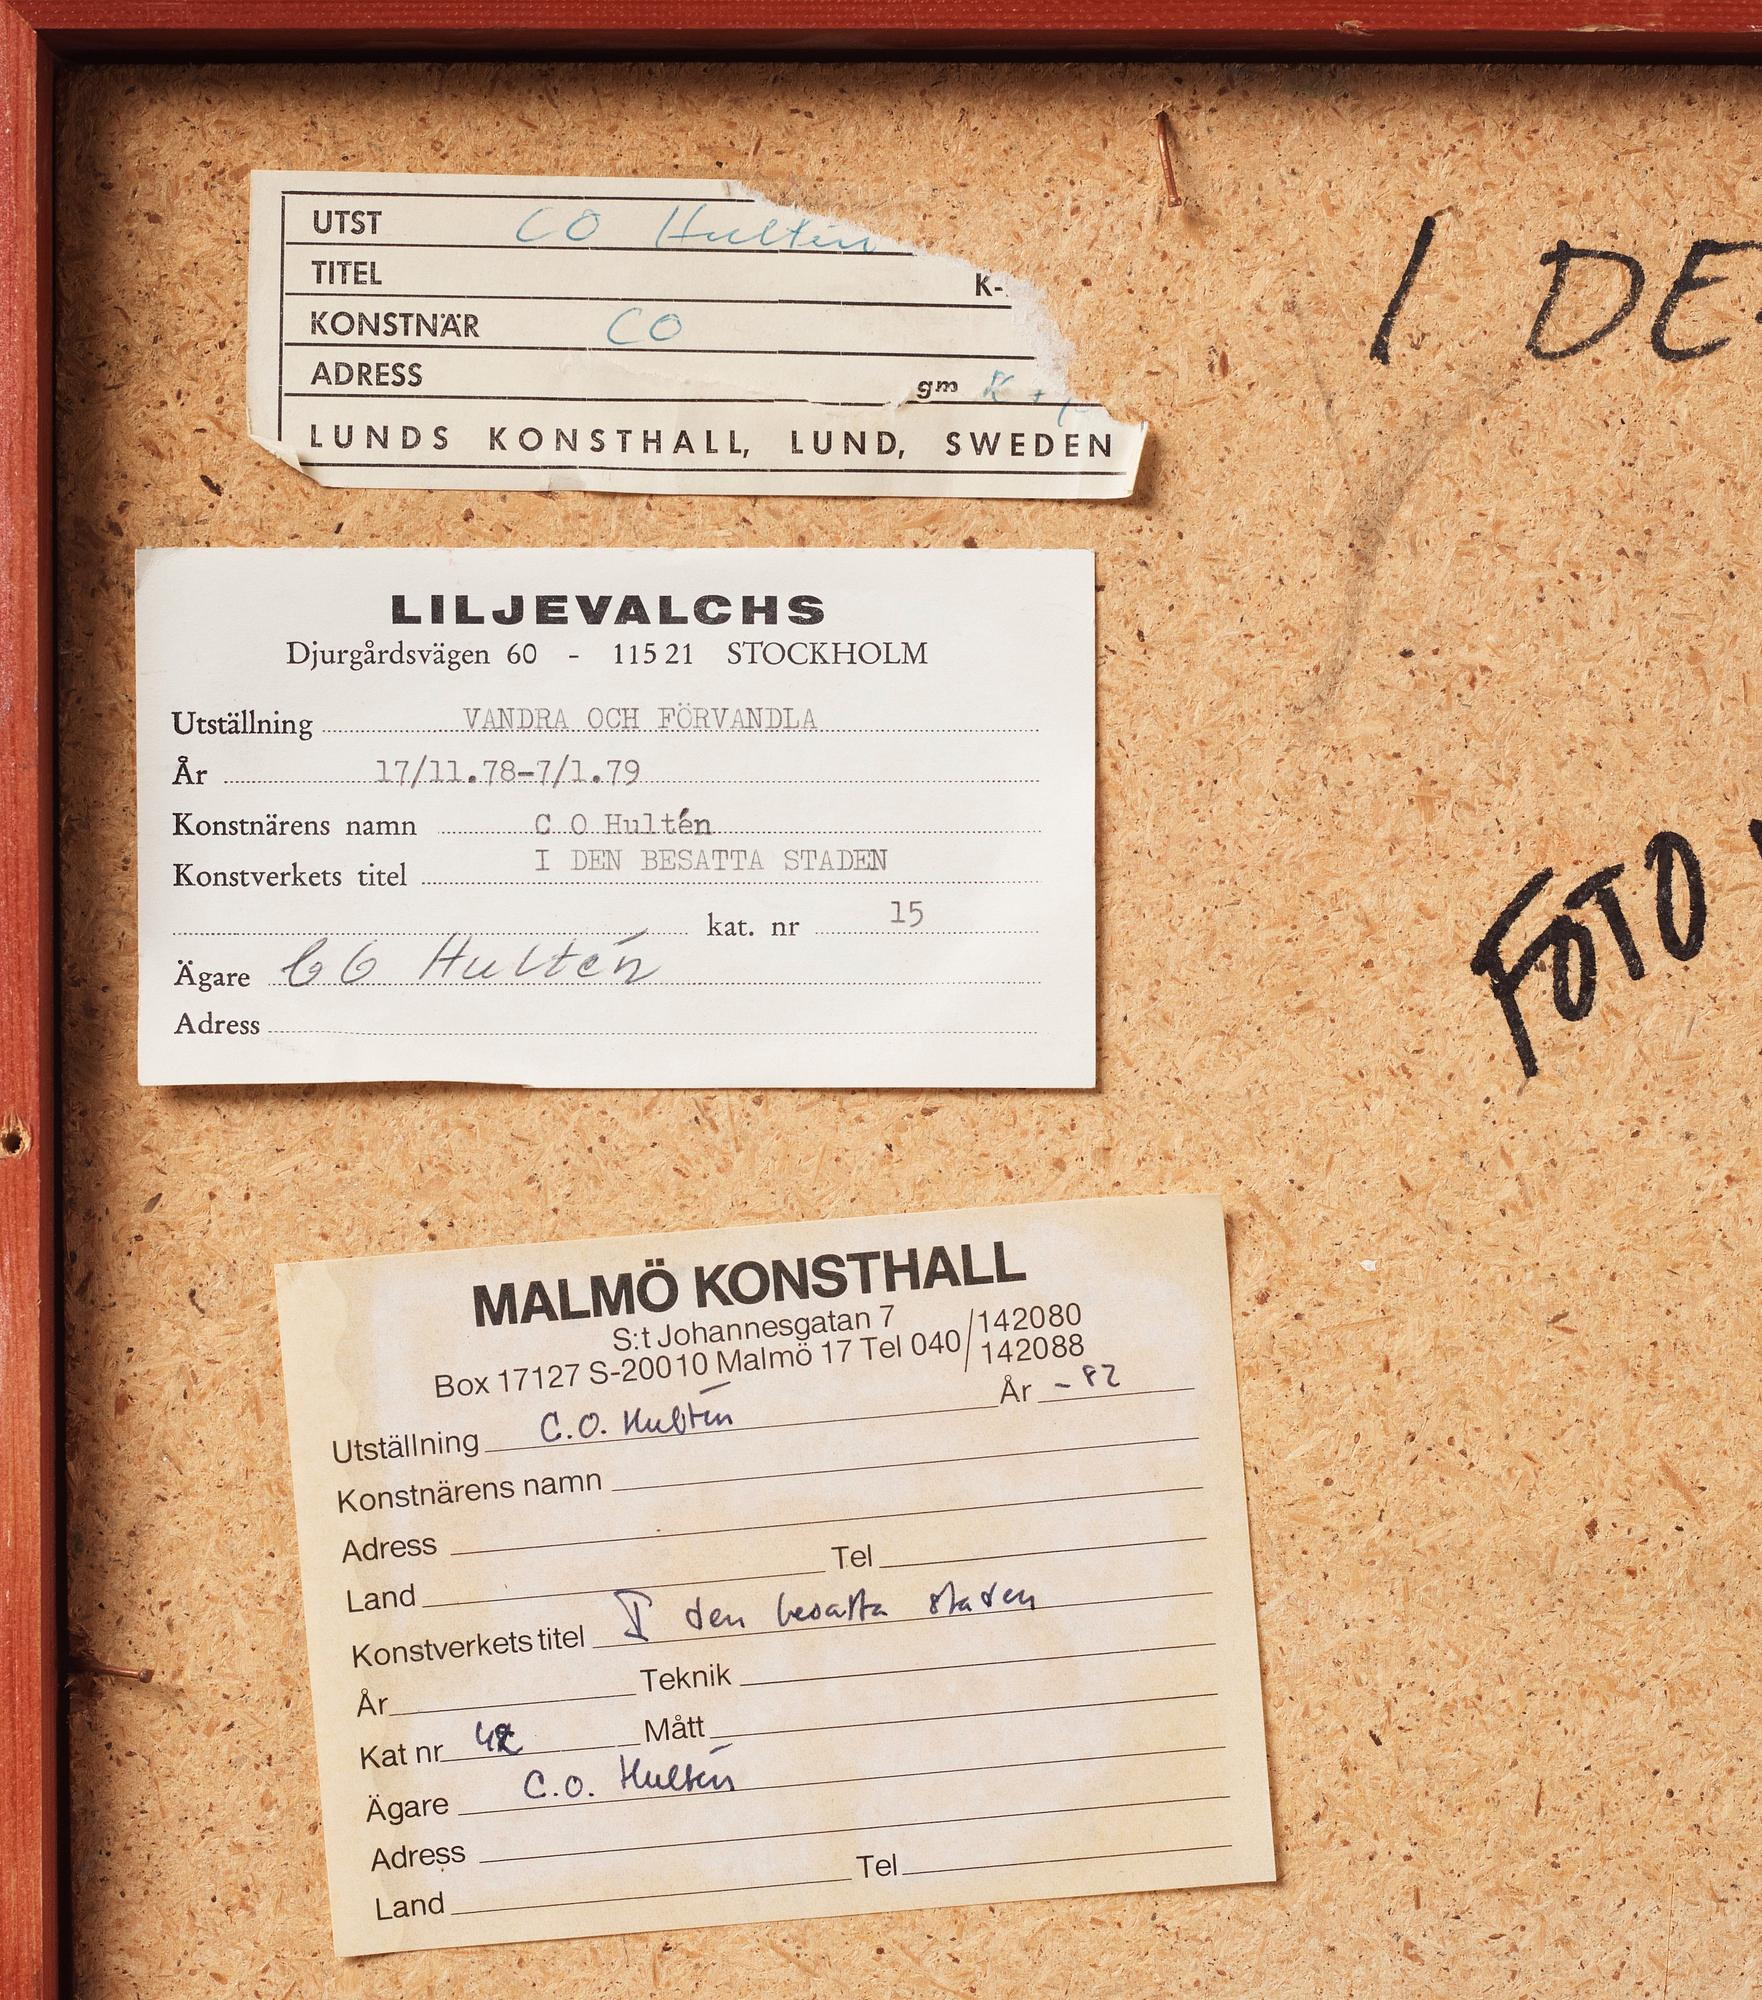 UTST CO Hultén
TITEL K-
KONSTNÄR CO
ADRESS gm K
LUNDS KONSTHALL, LUND, SWEDEN
I DE
LILJEVALCHS
Djurgårdsvägen 60 - 115 21 STOCKHOLM
Utställning VANDRA OCH FÖRVANDLA
År 17/11.78-7/1.79
Konstnärens namn C O Hultén
Konstverkets titel I DEN BESATTA STADEN
kat. nr 15
Ägare CO Hultén
Adress
FOTO
MALMÖ KONSTHALL
S:t Johannesgatan 7
Box 17127 S-200 10 Malmö 17 Tel 040/142080
142088
År -82
Utställning C.O. Hultén
Konstnärens namn
Adress
Land Tel
Konstverkets titel I den besatta staden
År Teknik
Kat nr Mått
Ägare C.O. Hultén
Adress
Land Tel